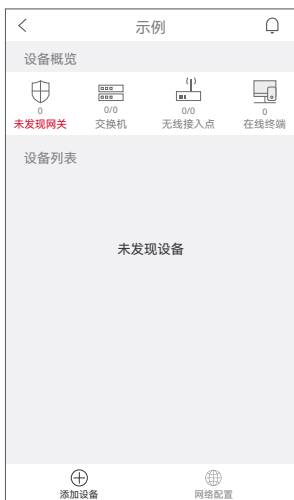 示例
设备概览
0 0/0 0/0 0
未发现网关 交换机 无线接入点 在线终端
设备列表
未发现设备
添加设备 网络配置